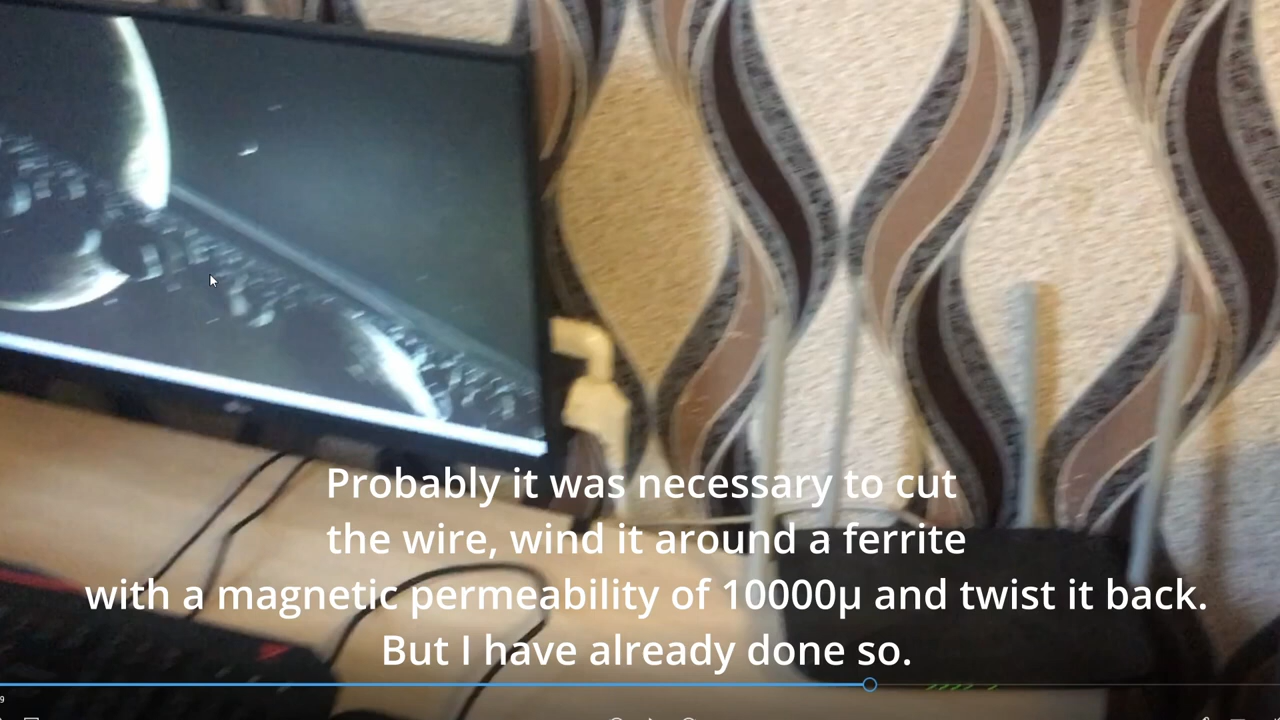 Probably it was necessary to cut
the wire, wind it around a ferrite
with a magnetic permeability of 10000µ and twist it back.
But I have already done so.
9